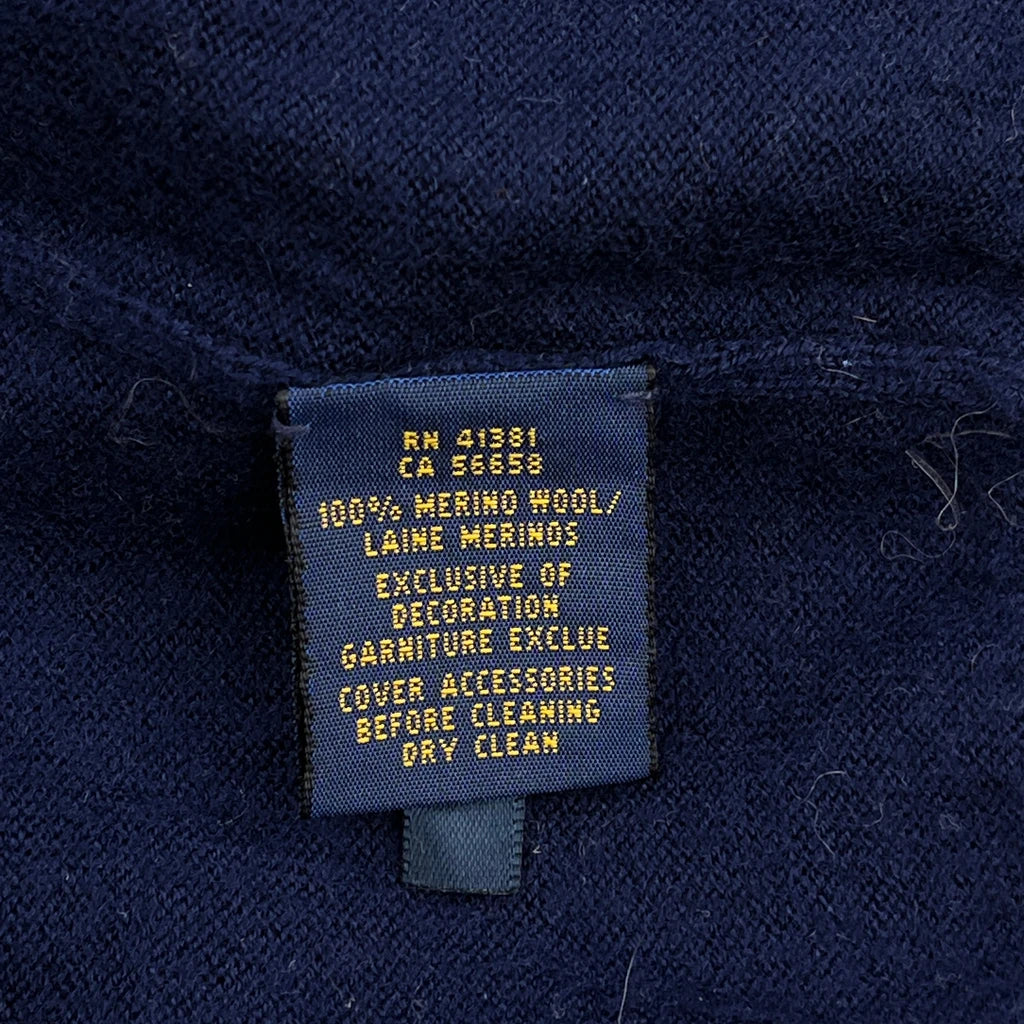 RN 41381
CA 56658
100% MERINO WOOL/
LAINE MERINOS
EXCLUSIVE OF
DECORATION
GARNITURE EXCLUE
COVER ACCESSORIES
BEFORE CLEANING
DRY CLEAN